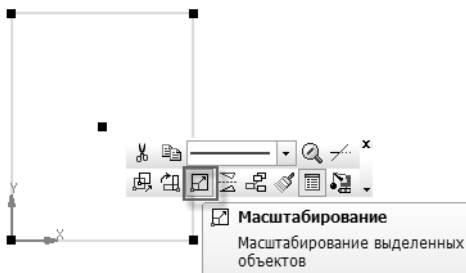 x
Y
X
Масштабирование
Масштабирование выделенных
объектов